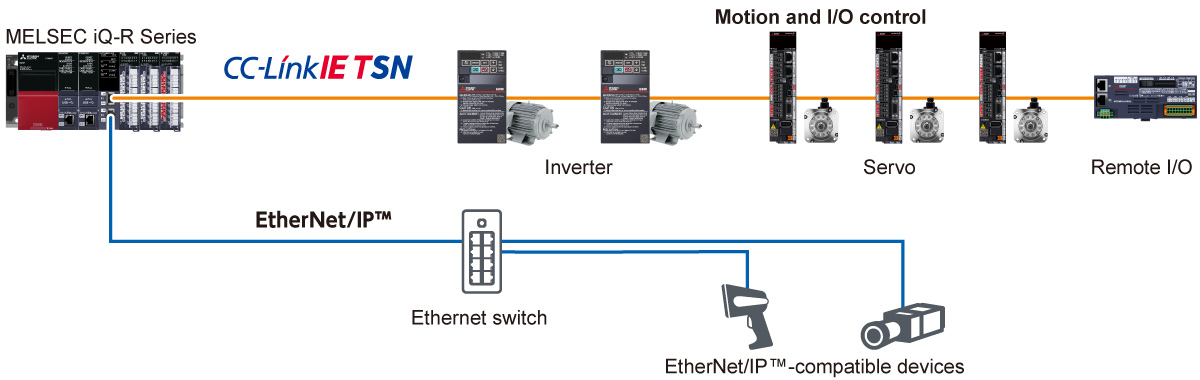 Motion and I/O control
MELSEC iQ-R Series
CC-Link IE TSN
Inverter
Servo
Remote I/O
EtherNet/IP™
Ethernet switch
EtherNet/IP™-compatible devices